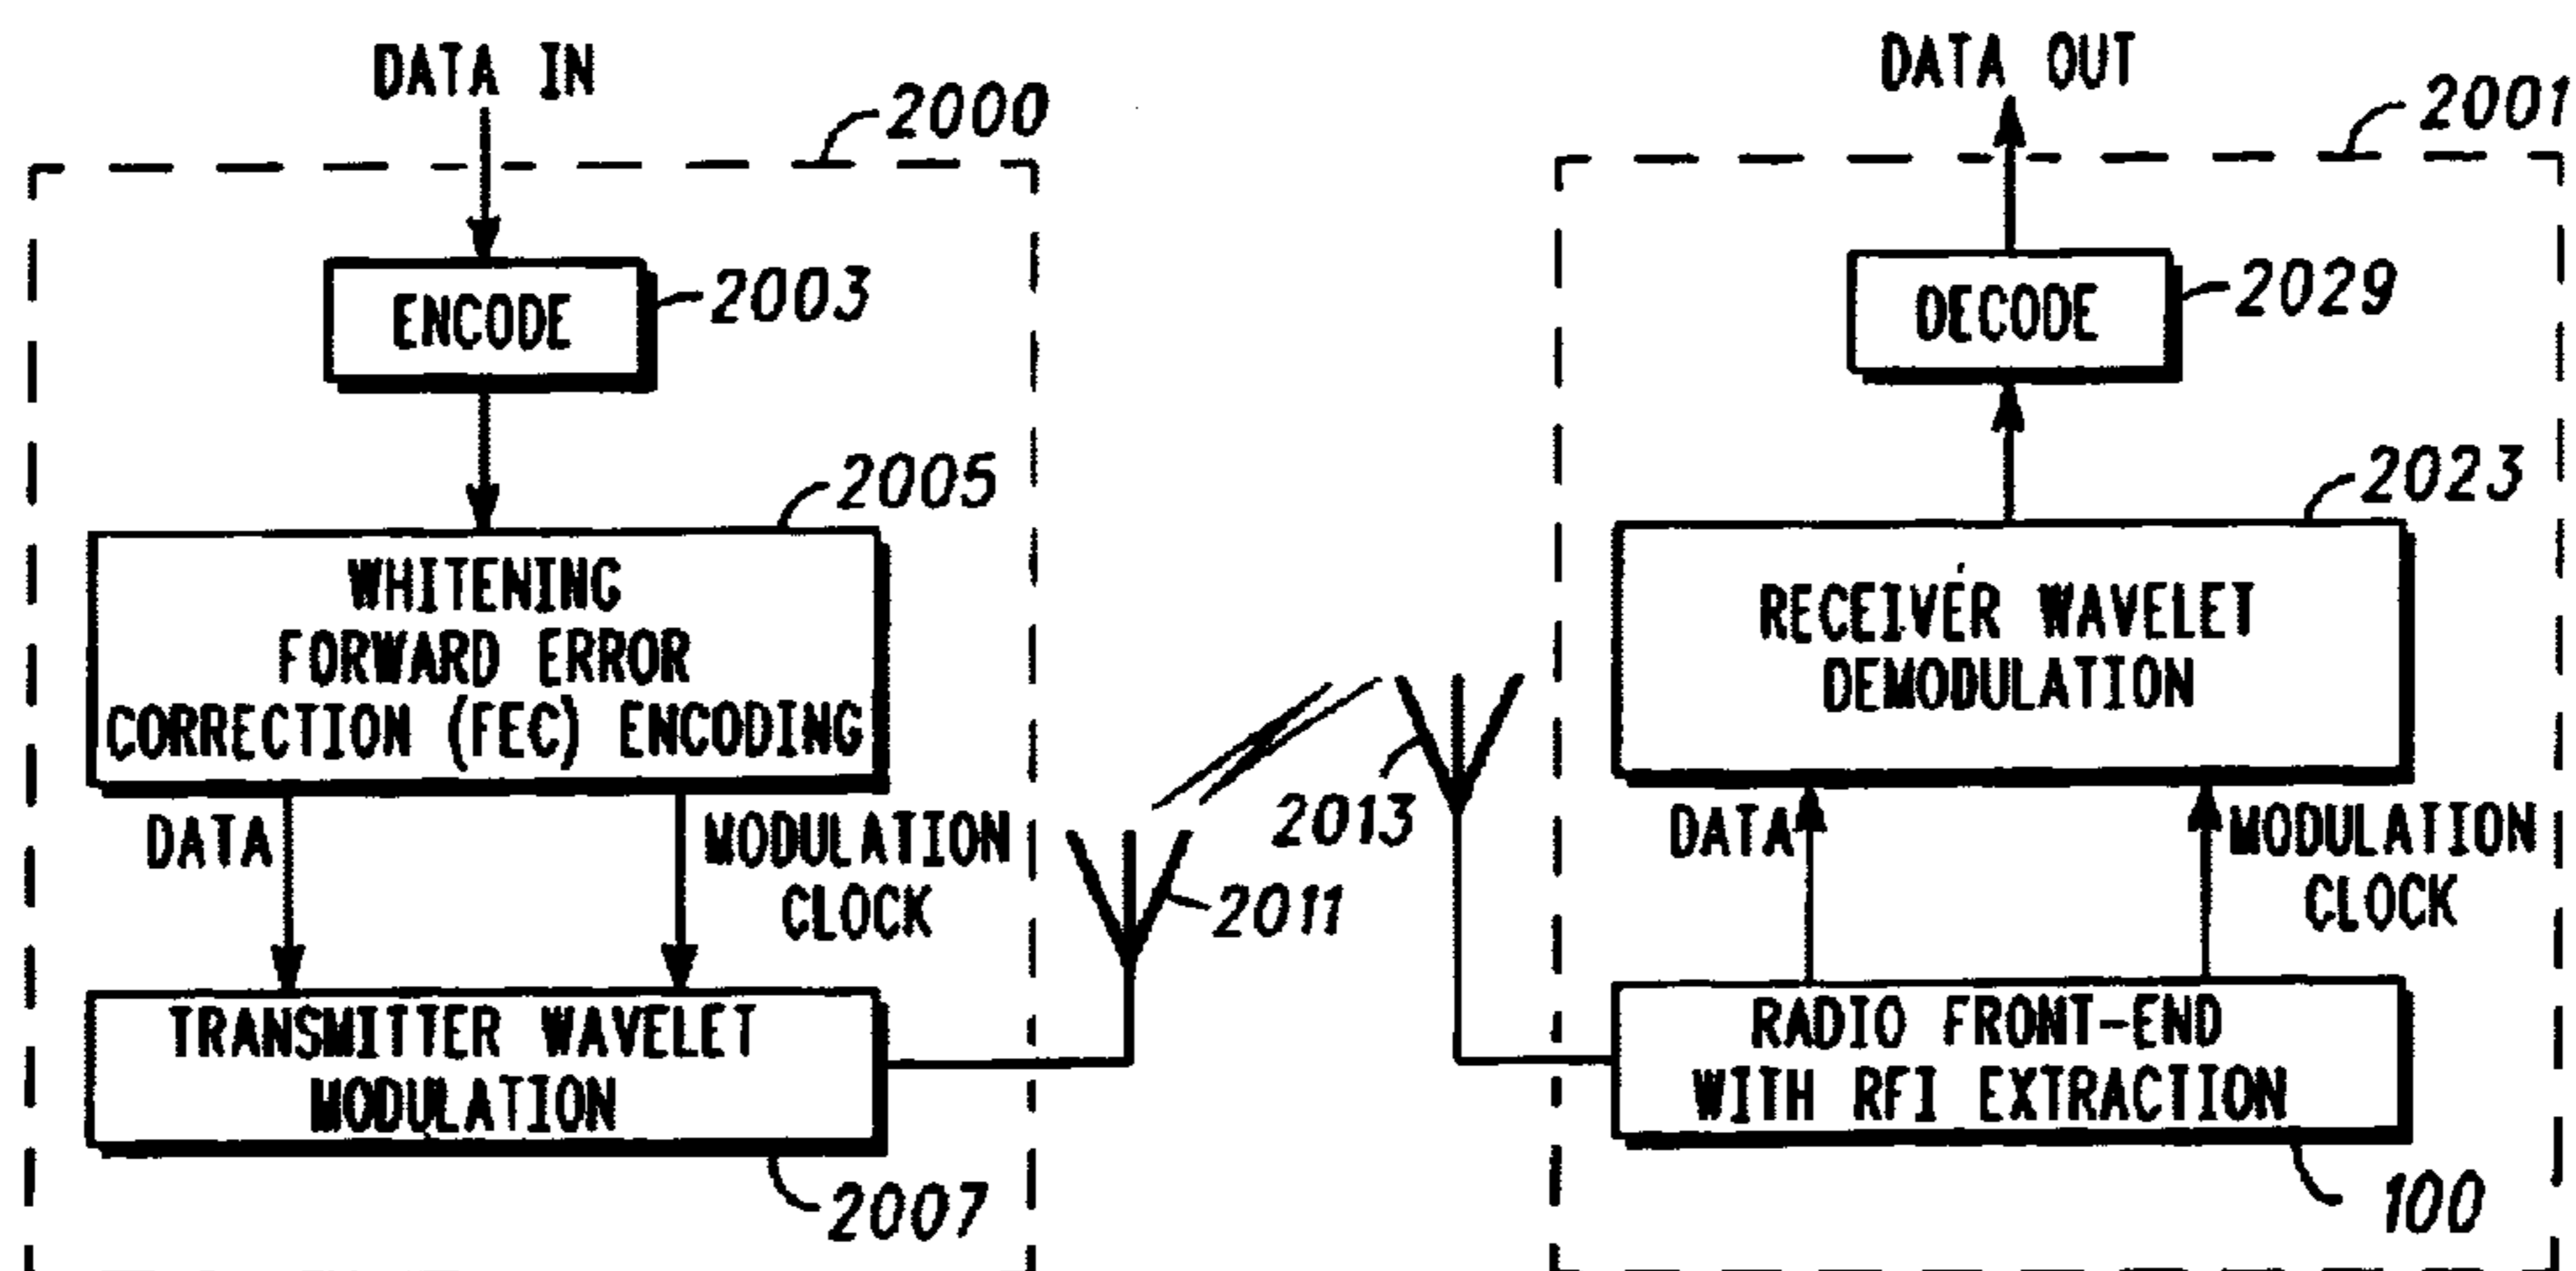 DATA IN
2000
ENCODE
2003
2005
WHITENING
FORWARD ERROR
CORRECTION (FEC) ENCODING
DATA
MODULATION
CLOCK
TRANSMITTER WAVELET
MODULATION
2007
2011
2013
DATA OUT
2001
DECODE
2029
2023
RECEIVER WAVELET
DEMODULATION
DATA
MODULATION
CLOCK
RADIO FRONT-END
WITH RFI EXTRACTION
100